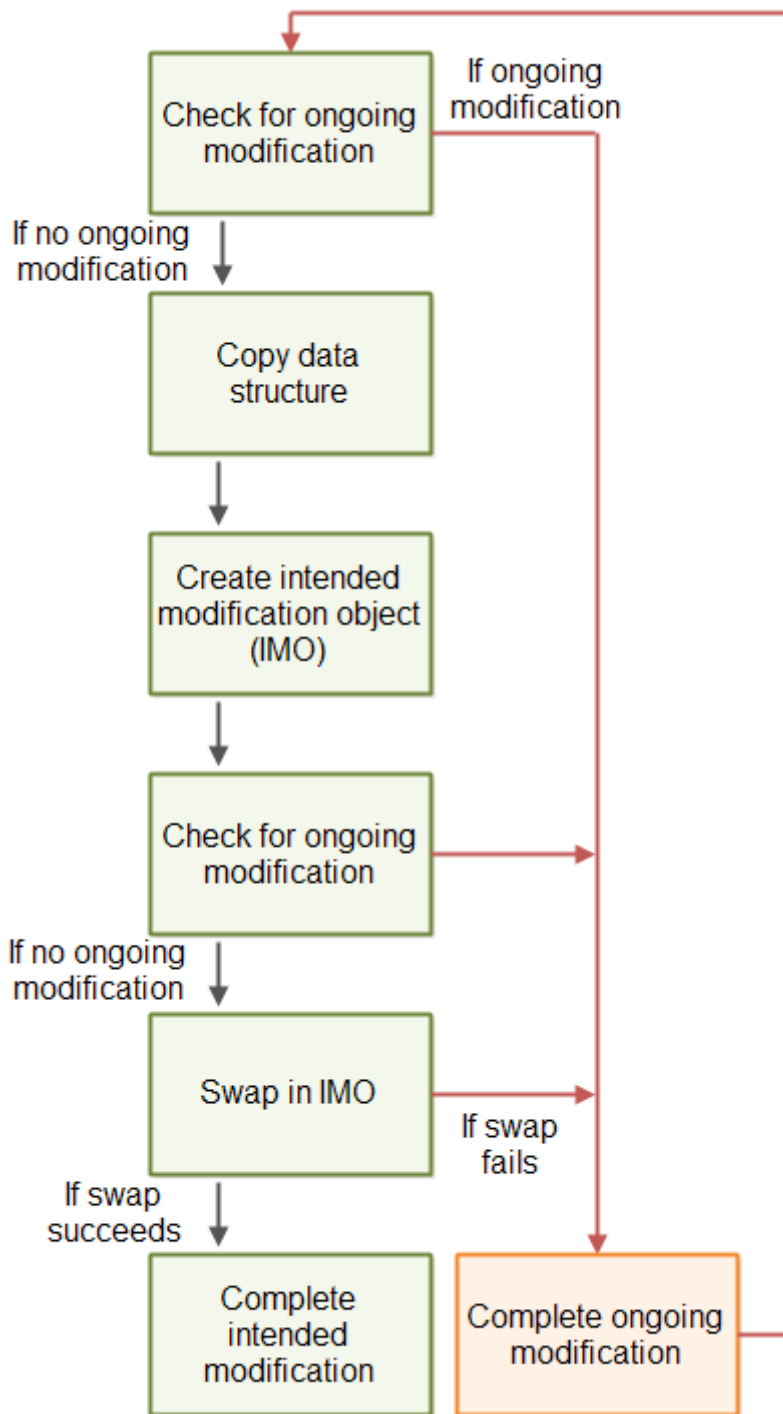 Check for ongoing
modification
If ongoing
modification
If no ongoing
modification
Copy data
structure
Create intended
modification object
(IMO)
Check for ongoing
modification
If no ongoing
modification
Swap in IMO
If swap
fails
If swap
succeeds
Complete
intended
modification
Complete ongoing
modification